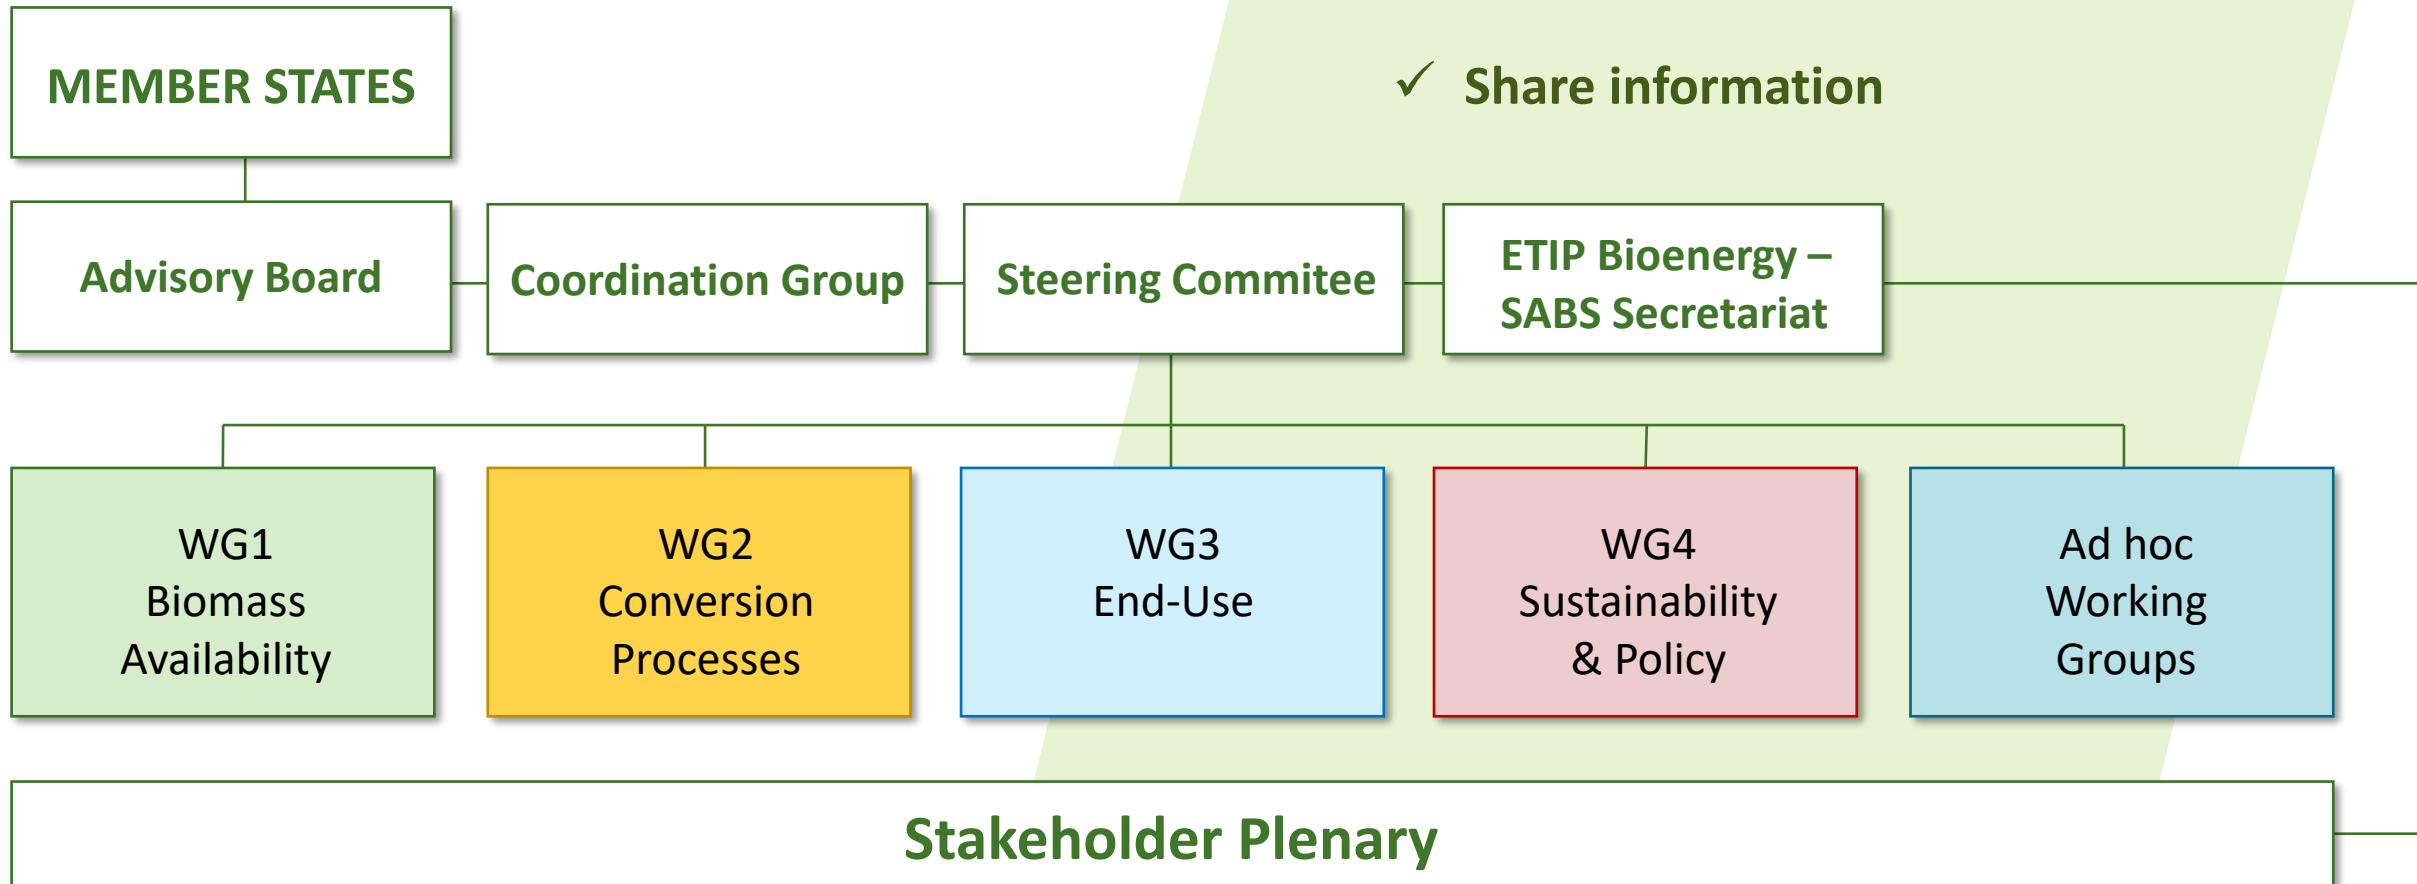 MEMBER STATES
✓ Share information
Advisory Board
Coordination Group
Steering Commitee
ETIP Bioenergy –
SABS Secretariat
WG1
Biomass
Availability
WG2
Conversion
Processes
WG3
End-Use
WG4
Sustainability
& Policy
Ad hoc
Working
Groups
Stakeholder Plenary